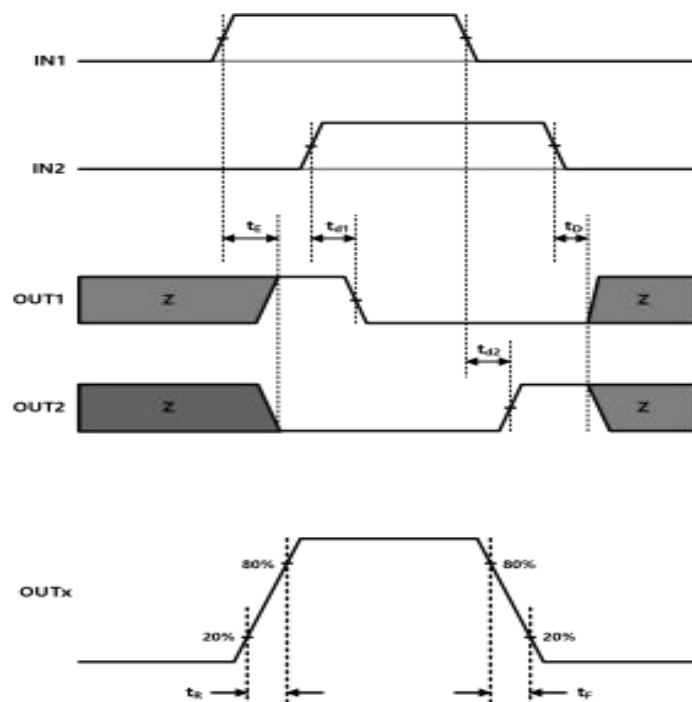 IN1
IN2
tE td1 tD
OUT1 Z Z
td2
OUT2 Z Z
80% 80%
OUTx
20% 20%
tR tF